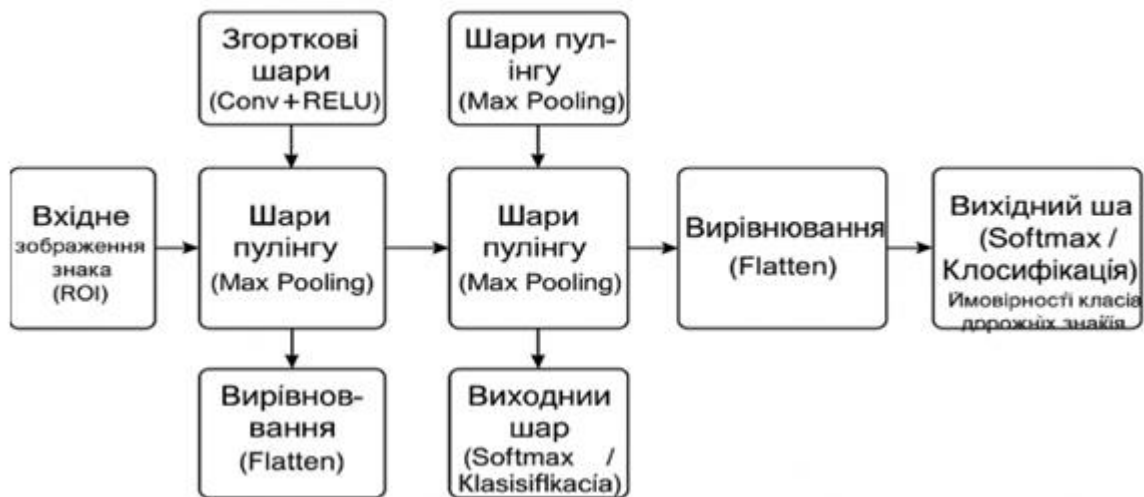 Згорткові
шари
(Conv + RELU)
Шари пул-
інгу
(Max Pooling)
Вхідне
зображення
знака
(ROI)
Шари
пулінгу
(Max Pooling)
Шари
пулінгу
(Max Pooling)
Вирівнювання
(Flatten)
Вихідний ша
(Softmax /
Клосифікація)
Ймовірності класів
дорожніх знаків
Вирівнов-
вання
(Flatten)
Виходнии
шар
(Softmax /
Klasisiflkacía)